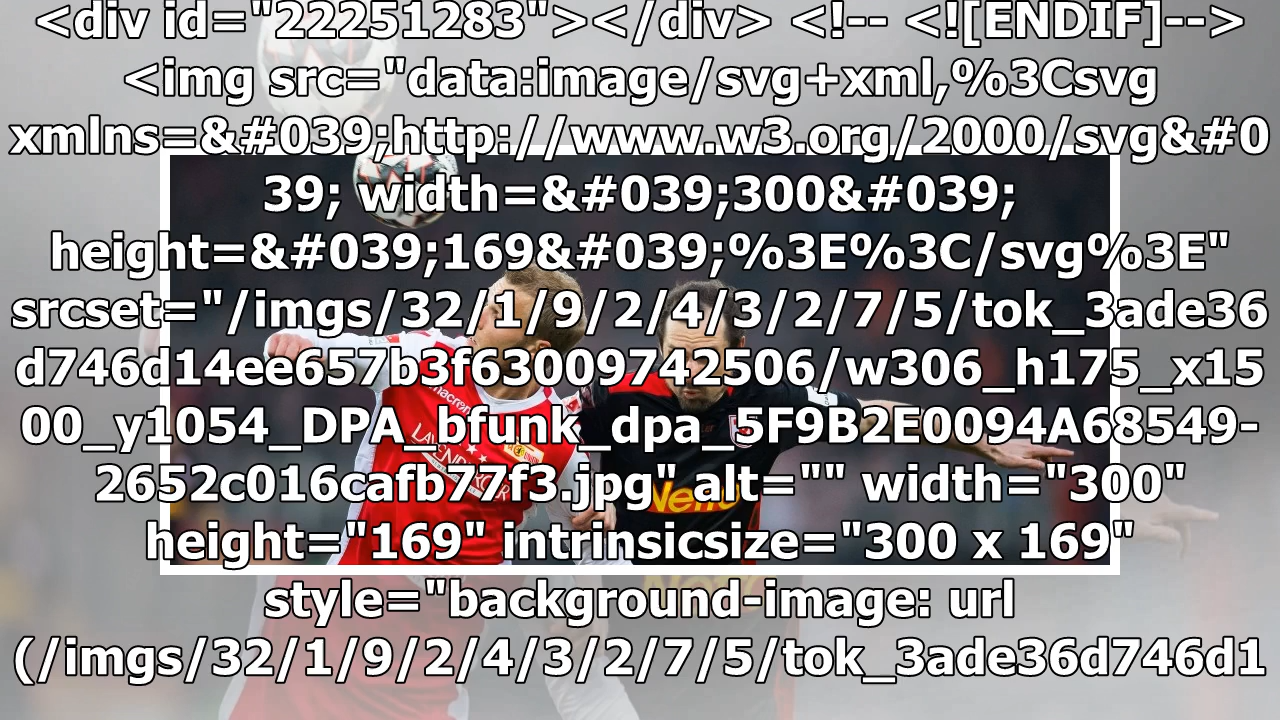 <div id="22251283"></div> <!-- <![ENDIF]-->
<img src="data:image/svg+xml,%3Csvg
xmlns=&#039;http://www.w3.org/2000/svg&#0
39; width=&#039;300&#039;
height=&#039;169&#039;%3E%3C/svg%3E"
srcset="/imgs/32/1/9/2/4/3/2/7/5/tok_3ade36
d746d14ee657b3f63009742506/w306_h175_x15
00_y1054_DPA_bfunk_dpa_5F9B2E0094A68549-
2652c016cafb77f3.jpg" alt="" width="300"
height="169" intrinsicsize="300 x 169"
style="background-image: url
(/imgs/32/1/9/2/4/3/2/7/5/tok_3ade36d746d1
macron
Netto